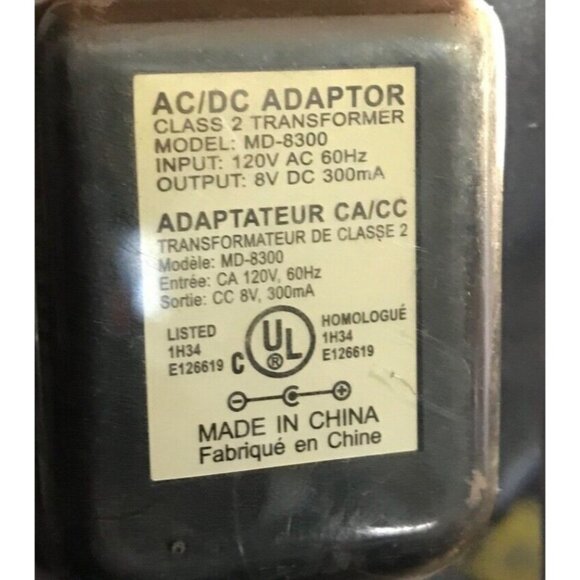 AC/DC ADAPTOR
CLASS 2 TRANSFORMER
MODEL: MD-8300
INPUT: 120V AC 60Hz
OUTPUT: 8V DC 300mA
ADAPTATEUR CA/CC
TRANSFORMATEUR DE CLASSE 2
Modèle: MD-8300
Entrée: CA 120V, 60Hz
Sortie: CC 8V, 300mA
LISTED
1H34
E126619
C UL ®
HOMOLOGUÉ
1H34
E126619
MADE IN CHINA
Fabriqué en Chine